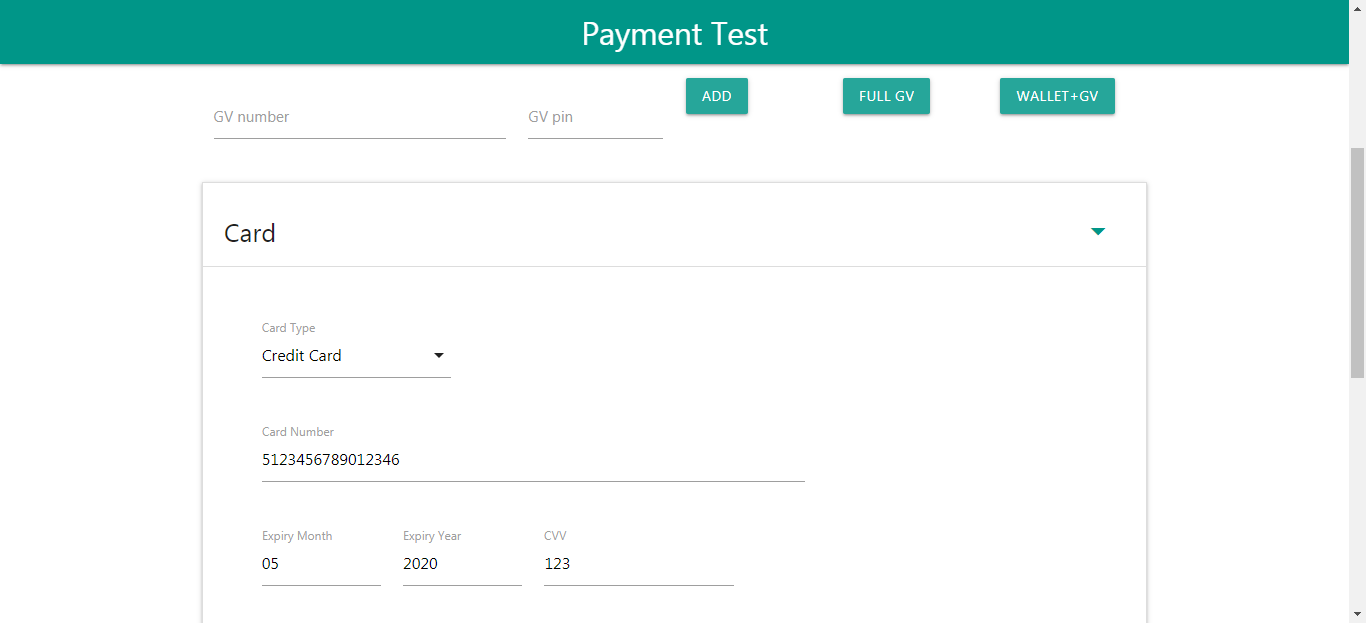 Payment Test
GV number GV pin ADD FULL GV WALLET+GV
Card
Card Type
Credit Card
Card Number
5123456789012346
Expiry Month Expiry Year CVV
05 2020 123